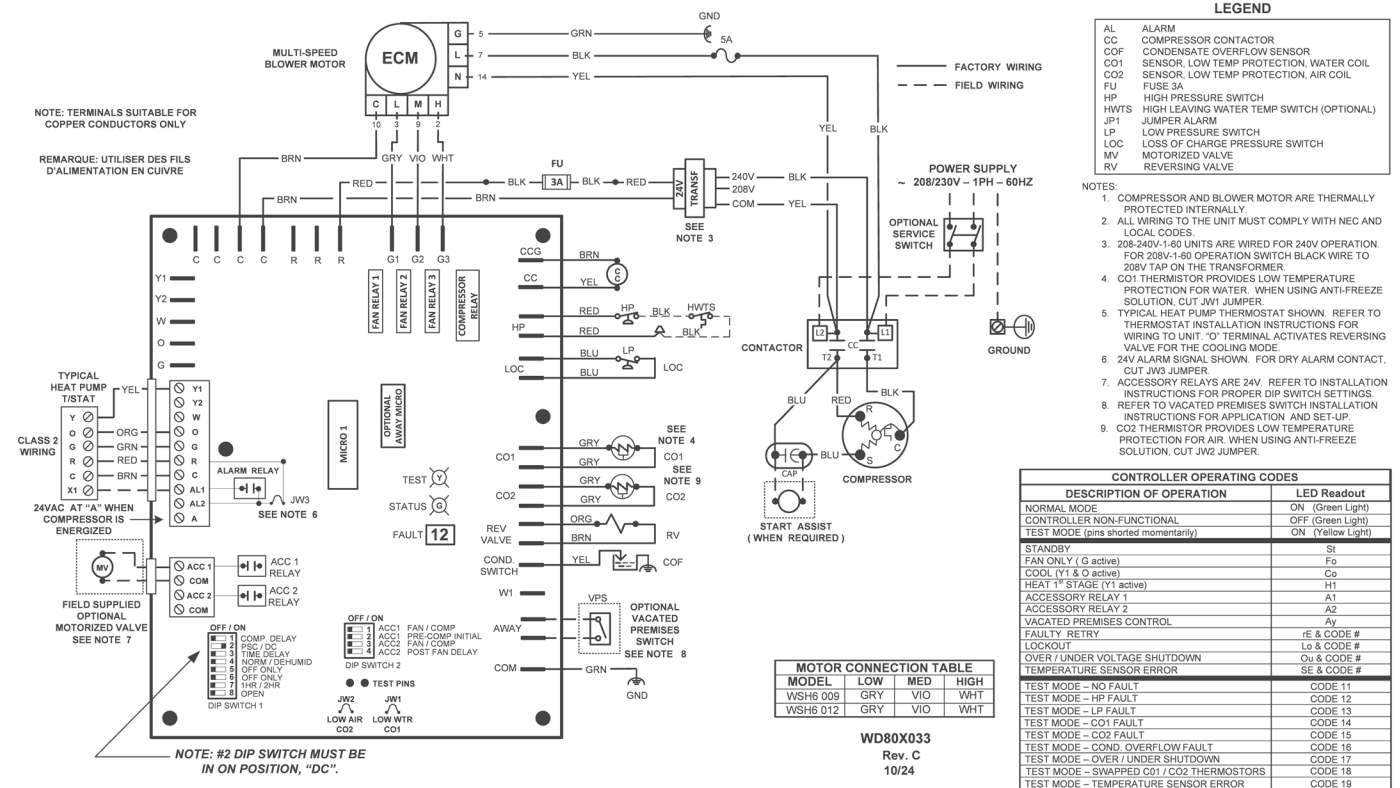 MULTI-SPEED
BLOWER MOTOR
ECM
G
L
N
5
7
14
GRN
BLK
YEL
GND
5A
C L M H
10 3 9 2
NOTE: TERMINALS SUITABLE FOR
COPPER CONDUCTORS ONLY
REMARQUE: UTILISER DES FILS
D'ALIMENTATION EN CUIVRE
FACTORY WIRING
FIELD WIRING
YEL
BLK
BRN
GRY VIO WHT
RED
BLK
FU
3A
BLK
RED
BRN
24V
TRANSF
240V
208V
COM
BLK
YEL
SEE
NOTE 3
POWER SUPPLY
~ 208/230V – 1PH – 60HZ
OPTIONAL
SERVICE
SWITCH
GROUND
CONTACTOR
L2
L1
CC
T2
T1
BLU
RED
BLK
R
C
S
BLU
CAP
COMPRESSOR
START ASSIST
( WHEN REQUIRED )
C C C C R R R
G1 G2 G3
FAN RELAY 1
FAN RELAY 2
FAN RELAY 3
COMPRESSOR
RELAY
Y1
Y2
W
O
G
CCG
CC
BRN
YEL
CC
HP
RED
RED
HP
BLK
HWTS
BLK
LOC
BLU
BLU
LP
LOC
TYPICAL
HEAT PUMP
T/STAT
YEL
CLASS 2
WIRING
Y
O
G
R
C
X1
ORG
GRN
RED
BRN
Y1
Y2
W
O
G
R
C
AL1
AL2
A
ALARM RELAY
JW3
SEE NOTE 6
24VAC AT "A" WHEN
COMPRESSOR IS
ENERGIZED
MICRO 1
OPTIONAL
AWAY MICRO
TEST
Y
STATUS
G
FAULT
12
CO1
GRY
GRY
SEE
NOTE 4
CO1
CO2
GRY
GRY
SEE
NOTE 9
CO2
REV
VALVE
ORG
BRN
RV
COND.
SWITCH
YEL
COF
W1
AWAY
VPS
OPTIONAL
VACATED
PREMISES
SWITCH
SEE NOTE 8
COM
GRN
GND
MV
FIELD SUPPLIED
OPTIONAL
MOTORIZED VALVE
SEE NOTE 7
ACC 1
COM
ACC 2
COM
ACC 1
RELAY
ACC 2
RELAY
OFF / ON
1 COMP. DELAY
2 PSC / DC
3 TIME DELAY
4 NORM / DEHUMID
5 OFF ONLY
6 OFF ONLY
7 1HR / 2HR
8 OPEN
DIP SWITCH 1
OFF / ON
1 ACC1 FAN / COMP
2 ACC1 PRE-COMP INITIAL
3 ACC2 FAN / COMP
4 ACC2 POST FAN DELAY
DIP SWITCH 2
TEST PINS
JW2
LOW AIR
CO2
JW1
LOW WTR
CO1
NOTE: #2 DIP SWITCH MUST BE
IN ON POSITION, "DC".
MOTOR CONNECTION TABLE
MODEL LOW MED HIGH
WSH6 009 GRY VIO WHT
WSH6 012 GRY VIO WHT
WD80X033
Rev. C
10/24
LEGEND
AL ALARM
CC COMPRESSOR CONTACTOR
COF CONDENSATE OVERFLOW SENSOR
CO1 SENSOR, LOW TEMP PROTECTION, WATER COIL
CO2 SENSOR, LOW TEMP PROTECTION, AIR COIL
FU FUSE 3A
HP HIGH PRESSURE SWITCH
HWTS HIGH LEAVING WATER TEMP SWITCH (OPTIONAL)
JP1 JUMPER ALARM
LP LOW PRESSURE SWITCH
LOC LOSS OF CHARGE PRESSURE SWITCH
MV MOTORIZED VALVE
RV REVERSING VALVE
NOTES:
1. COMPRESSOR AND BLOWER MOTOR ARE THERMALLY
PROTECTED INTERNALLY.
2. ALL WIRING TO THE UNIT MUST COMPLY WITH NEC AND
LOCAL CODES.
3. 208-240V-1-60 UNITS ARE WIRED FOR 240V OPERATION.
FOR 208V-1-60 OPERATION SWITCH BLACK WIRE TO
208V TAP ON THE TRANSFORMER.
4. CO1 THERMISTOR PROVIDES LOW TEMPERATURE
PROTECTION FOR WATER. WHEN USING ANTI-FREEZE
SOLUTION, CUT JW1 JUMPER.
5. TYPICAL HEAT PUMP THERMOSTAT SHOWN. REFER TO
THERMOSTAT INSTALLATION INSTRUCTIONS FOR
WIRING TO UNIT. "O" TERMINAL ACTIVATES REVERSING
VALVE FOR THE COOLING MODE.
6. 24V ALARM SIGNAL SHOWN. FOR DRY ALARM CONTACT,
CUT JW3 JUMPER.
7. ACCESSORY RELAYS ARE 24V. REFER TO INSTALLATION
INSTRUCTIONS FOR PROPER DIP SWITCH SETTINGS.
8. REFER TO VACATED PREMISES SWITCH INSTALLATION
INSTRUCTIONS FOR APPLICATION AND SET-UP.
9. CO2 THERMISTOR PROVIDES LOW TEMPERATURE
PROTECTION FOR AIR. WHEN USING ANTI-FREEZE
SOLUTION, CUT JW2 JUMPER.
CONTROLLER OPERATING CODES
DESCRIPTION OF OPERATION LED Readout
NORMAL MODE ON (Green Light)
CONTROLLER NON-FUNCTIONAL OFF (Green Light)
TEST MODE (pins shorted momentarily) ON (Yellow Light)
STANDBY St
FAN ONLY ( G active) Fo
COOL (Y1 & O active) Co
HEAT 1ST STAGE (Y1 active) H1
ACCESSORY RELAY 1 A1
ACCESSORY RELAY 2 A2
VACATED PREMISES CONTROL Ay
FAULTY RETRY rE & CODE #
LOCKOUT Lo & CODE #
OVER / UNDER VOLTAGE SHUTDOWN Ou & CODE #
TEMPERATURE SENSOR ERROR SE & CODE #
TEST MODE – NO FAULT CODE 11
TEST MODE – HP FAULT CODE 12
TEST MODE – LP FAULT CODE 13
TEST MODE – CO1 FAULT CODE 14
TEST MODE – CO2 FAULT CODE 15
TEST MODE – COND. OVERFLOW FAULT CODE 16
TEST MODE – OVER / UNDER SHUTDOWN CODE 17
TEST MODE – SWAPPED C01 / CO2 THERMOSTORS CODE 18
TEST MODE – TEMPERATURE SENSOR ERROR CODE 19